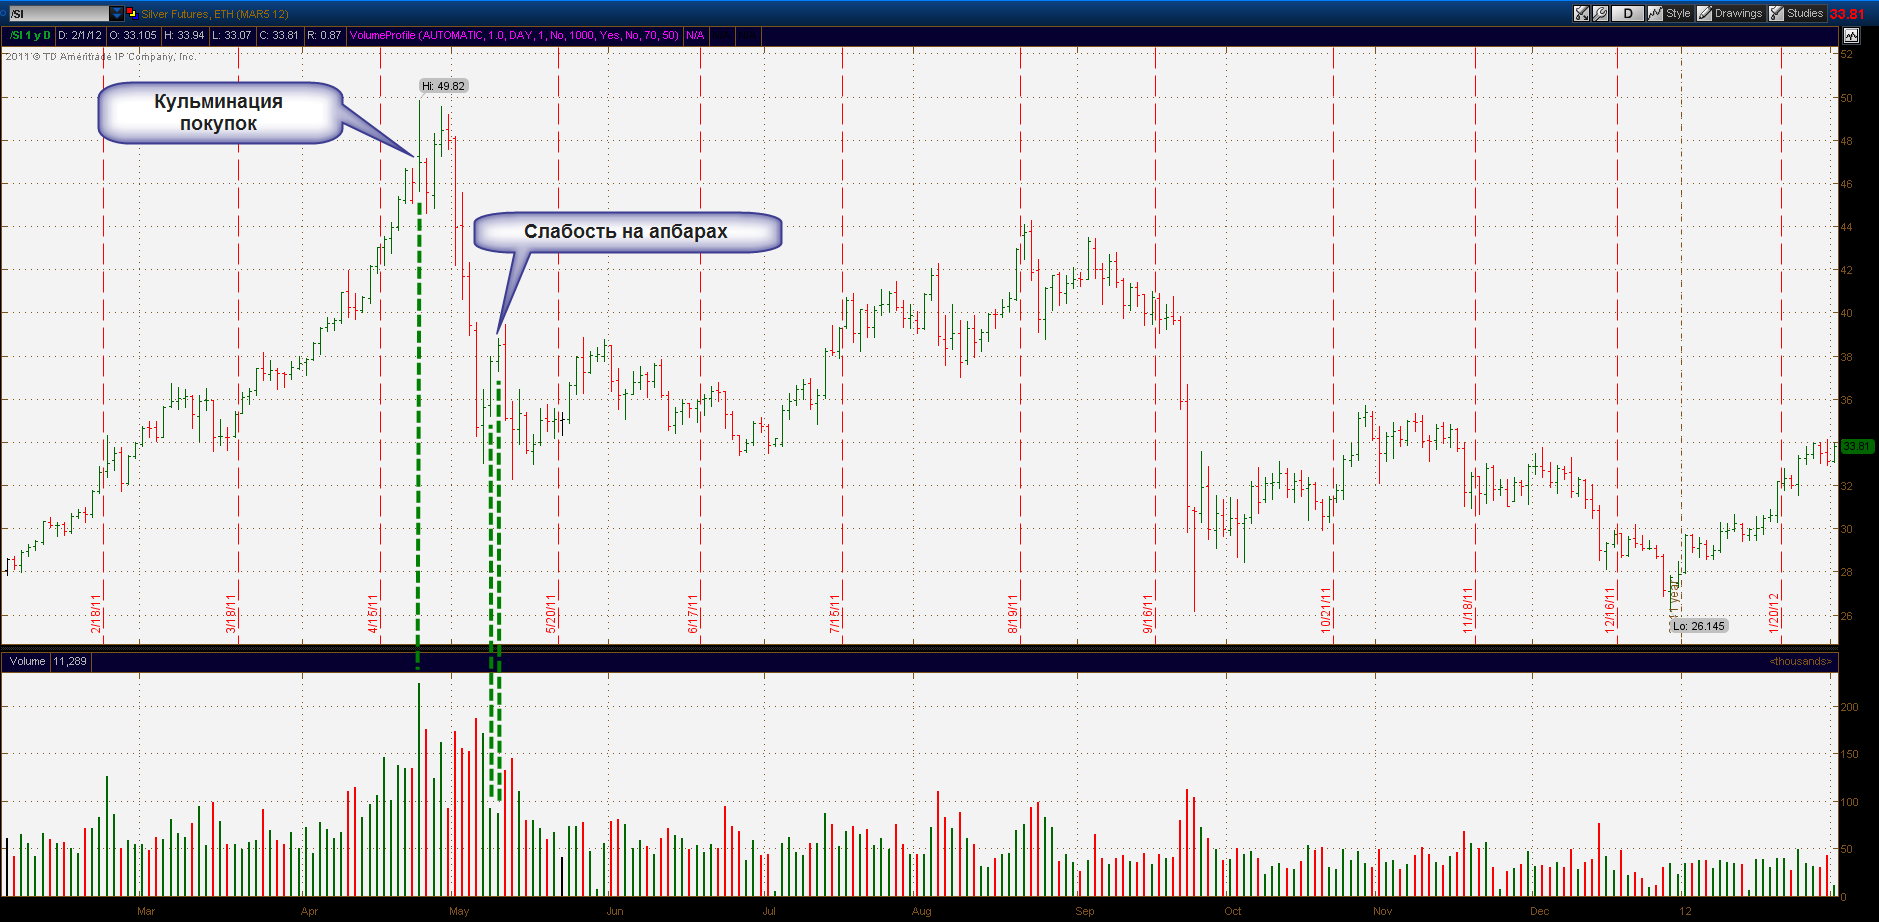 /SI Silver Futures, ETH (MAR5 12) D Style Drawings Studies 33.81
/SI 1 y D D: 2/1/12 O: 33.105 H: 33.94 L: 33.07 C: 33.81 R: 0.87 VolumeProfile (AUTOMATIC, 1.0, DAY, 1, No, 1000, Yes, No, 70, 50) N/A
2011 © TD Ameritrade IP Company, Inc.
52
Hi: 49.82
50
Кульминация
покупок
48
46
44
Слабость на апбарах
42
40
38
36
33.81
32
30
28
26
2/18/11
3/18/11
4/15/11
5/20/11
6/17/11
7/15/11
8/19/11
9/16/11
10/21/11
11/18/11
12/16/11
1 year
1/20/12
Lo: 26.145
Volume 11,289 <thousands>
200
150
100
50
0
Mar Apr May Jun Jul Aug Sep Oct Nov Dec 12